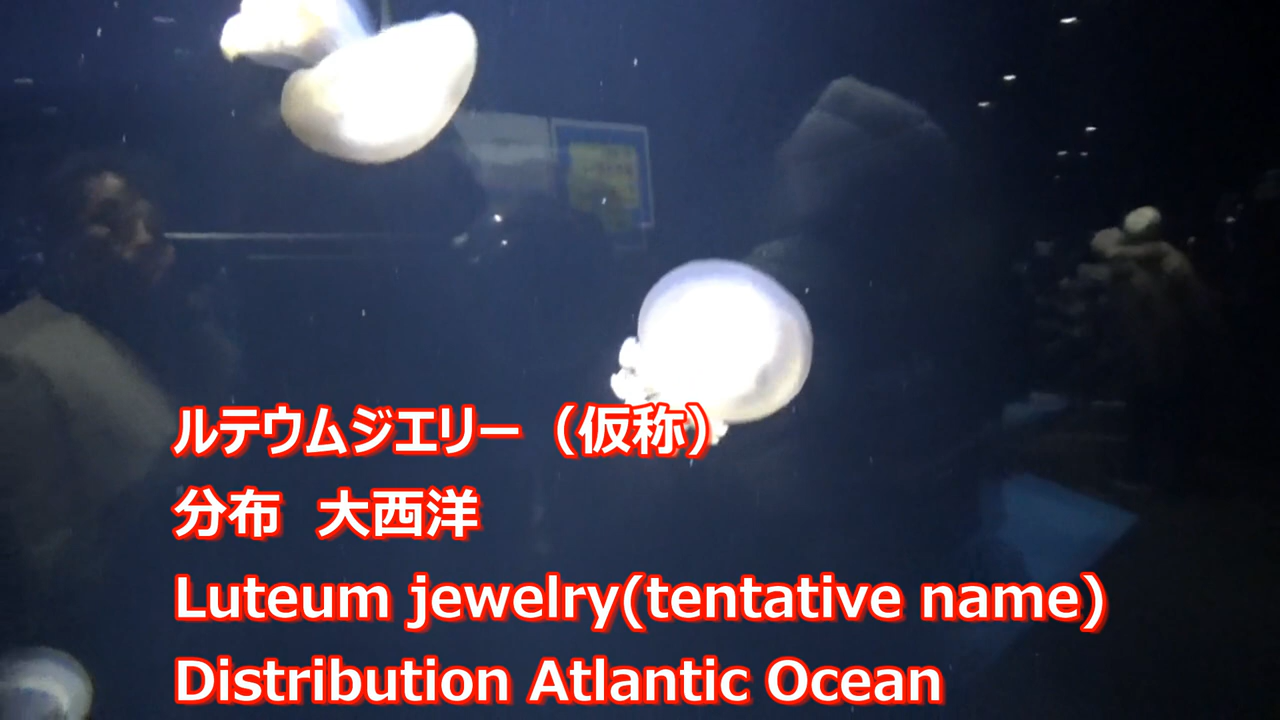 ルテウムジエリー（仮称）
分布　大西洋
Luteum jewelry(tentative name)
Distribution Atlantic Ocean